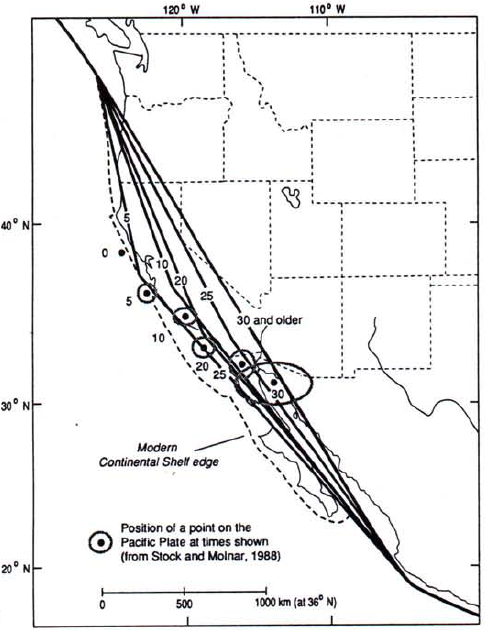 120° W
110° W
40° N
30° N
20° N
5
0
10
20
25
30 and older
5
10
20
25
30
Modern
Continental Shelf edge
Position of a point on the
Pacific Plate at times shown
(from Stock and Molnar, 1988)
0
500
1000 km (at 36° N)